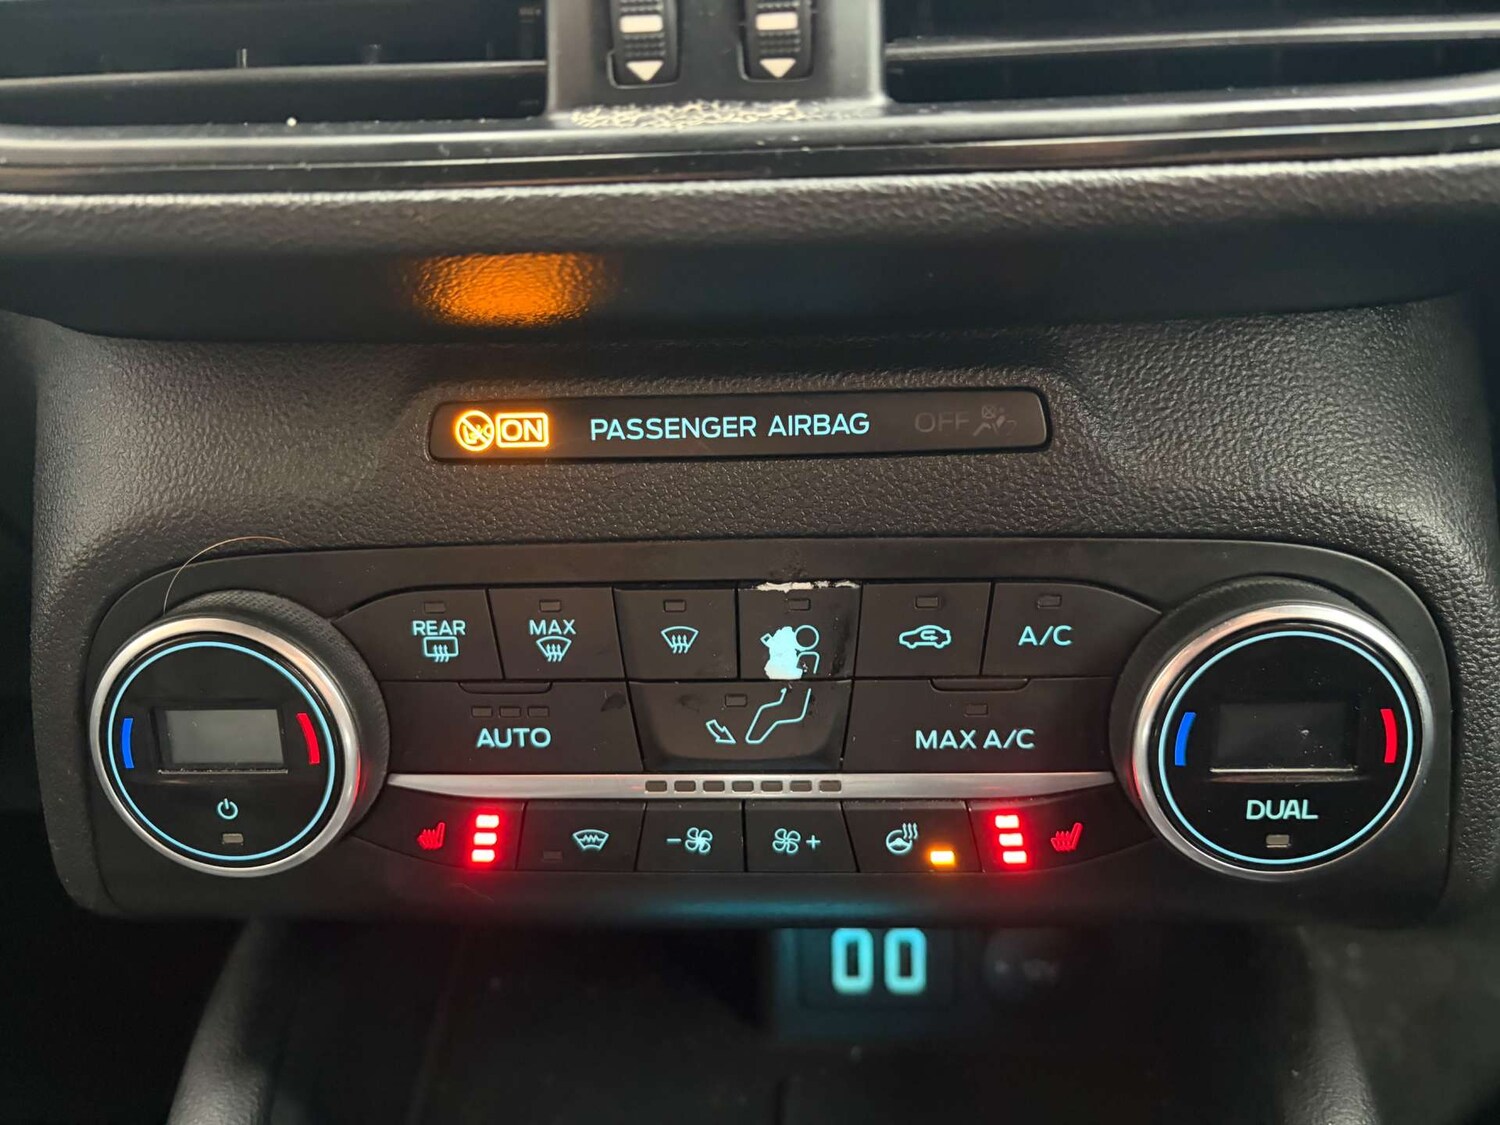 ON PASSENGER AIRBAG OFF
REAR MAX A/C
AUTO MAX A/C
DUAL
- +
00